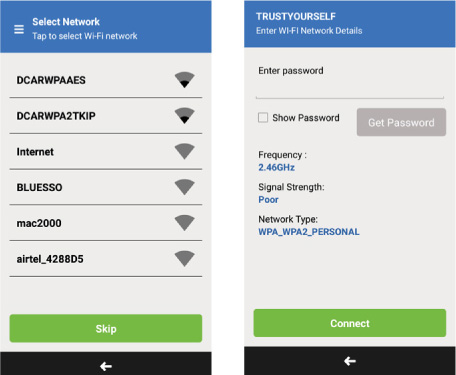 Select Network
Tap to select Wi-Fi network
DCARWPAAES
DCARWPA2TKIP
Internet
BLUESSO
mac2000
airtel_4288D5
Skip
TRUSTYOURSELF
Enter WI-FI Network Details
Enter password
Show Password
Get Password
Frequency :
2.46GHz
Signal Strength:
Poor
Network Type:
WPA_WPA2_PERSONAL
Connect